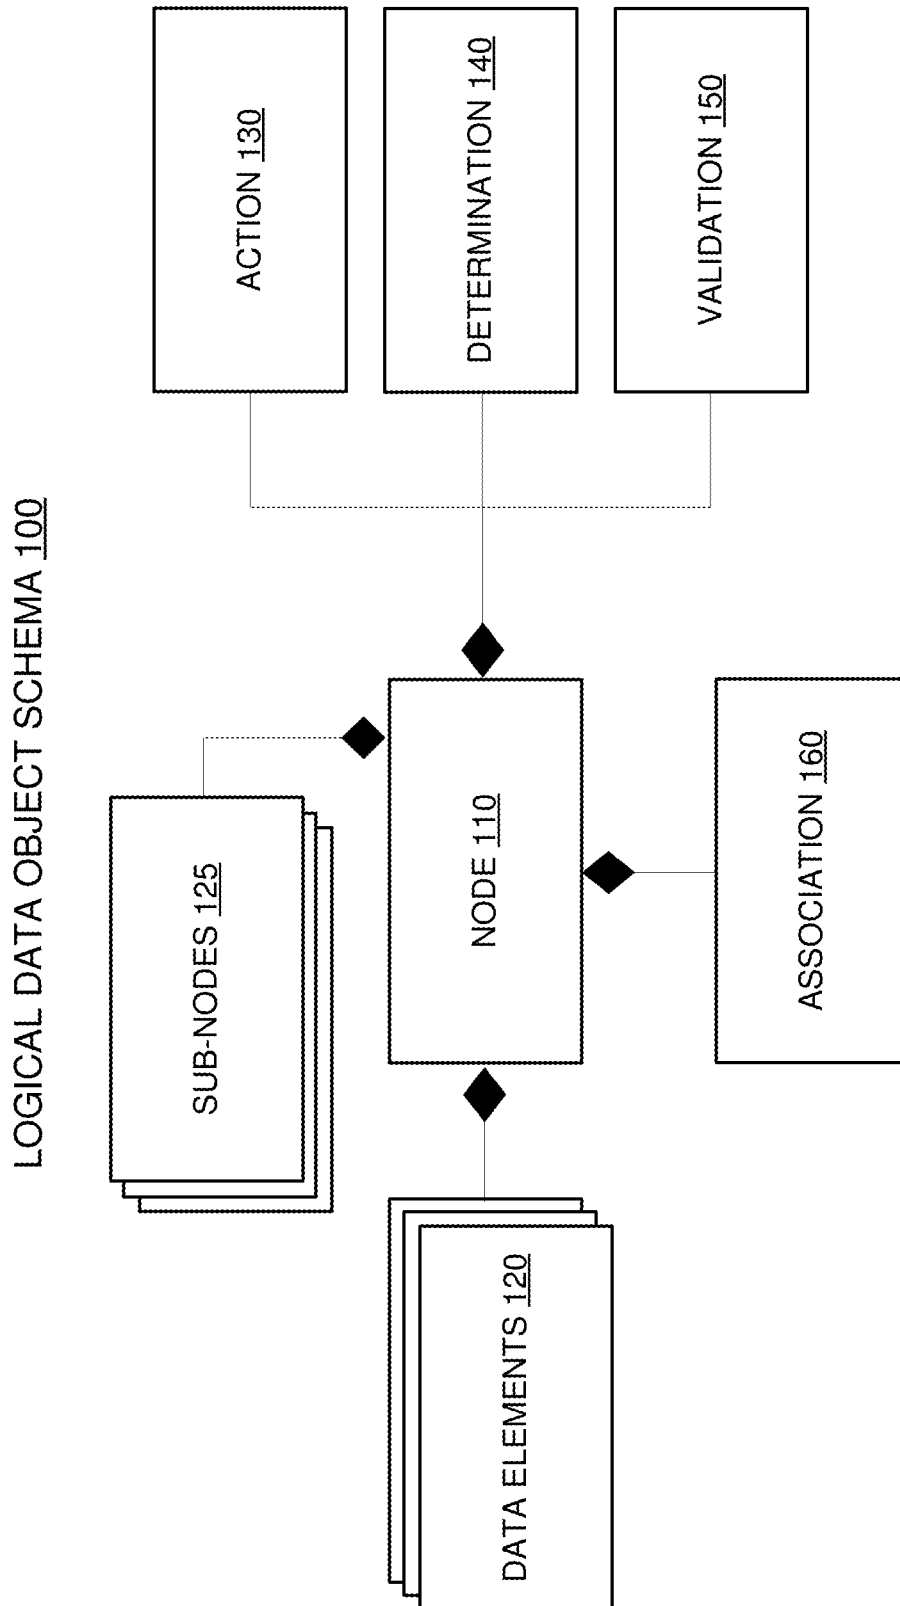 LOGICAL DATA OBJECT SCHEMA 100
SUB-NODES 125
ACTION 130
DATA ELEMENTS 120
NODE 110
DETERMINATION 140
VALIDATION 150
ASSOCIATION 160